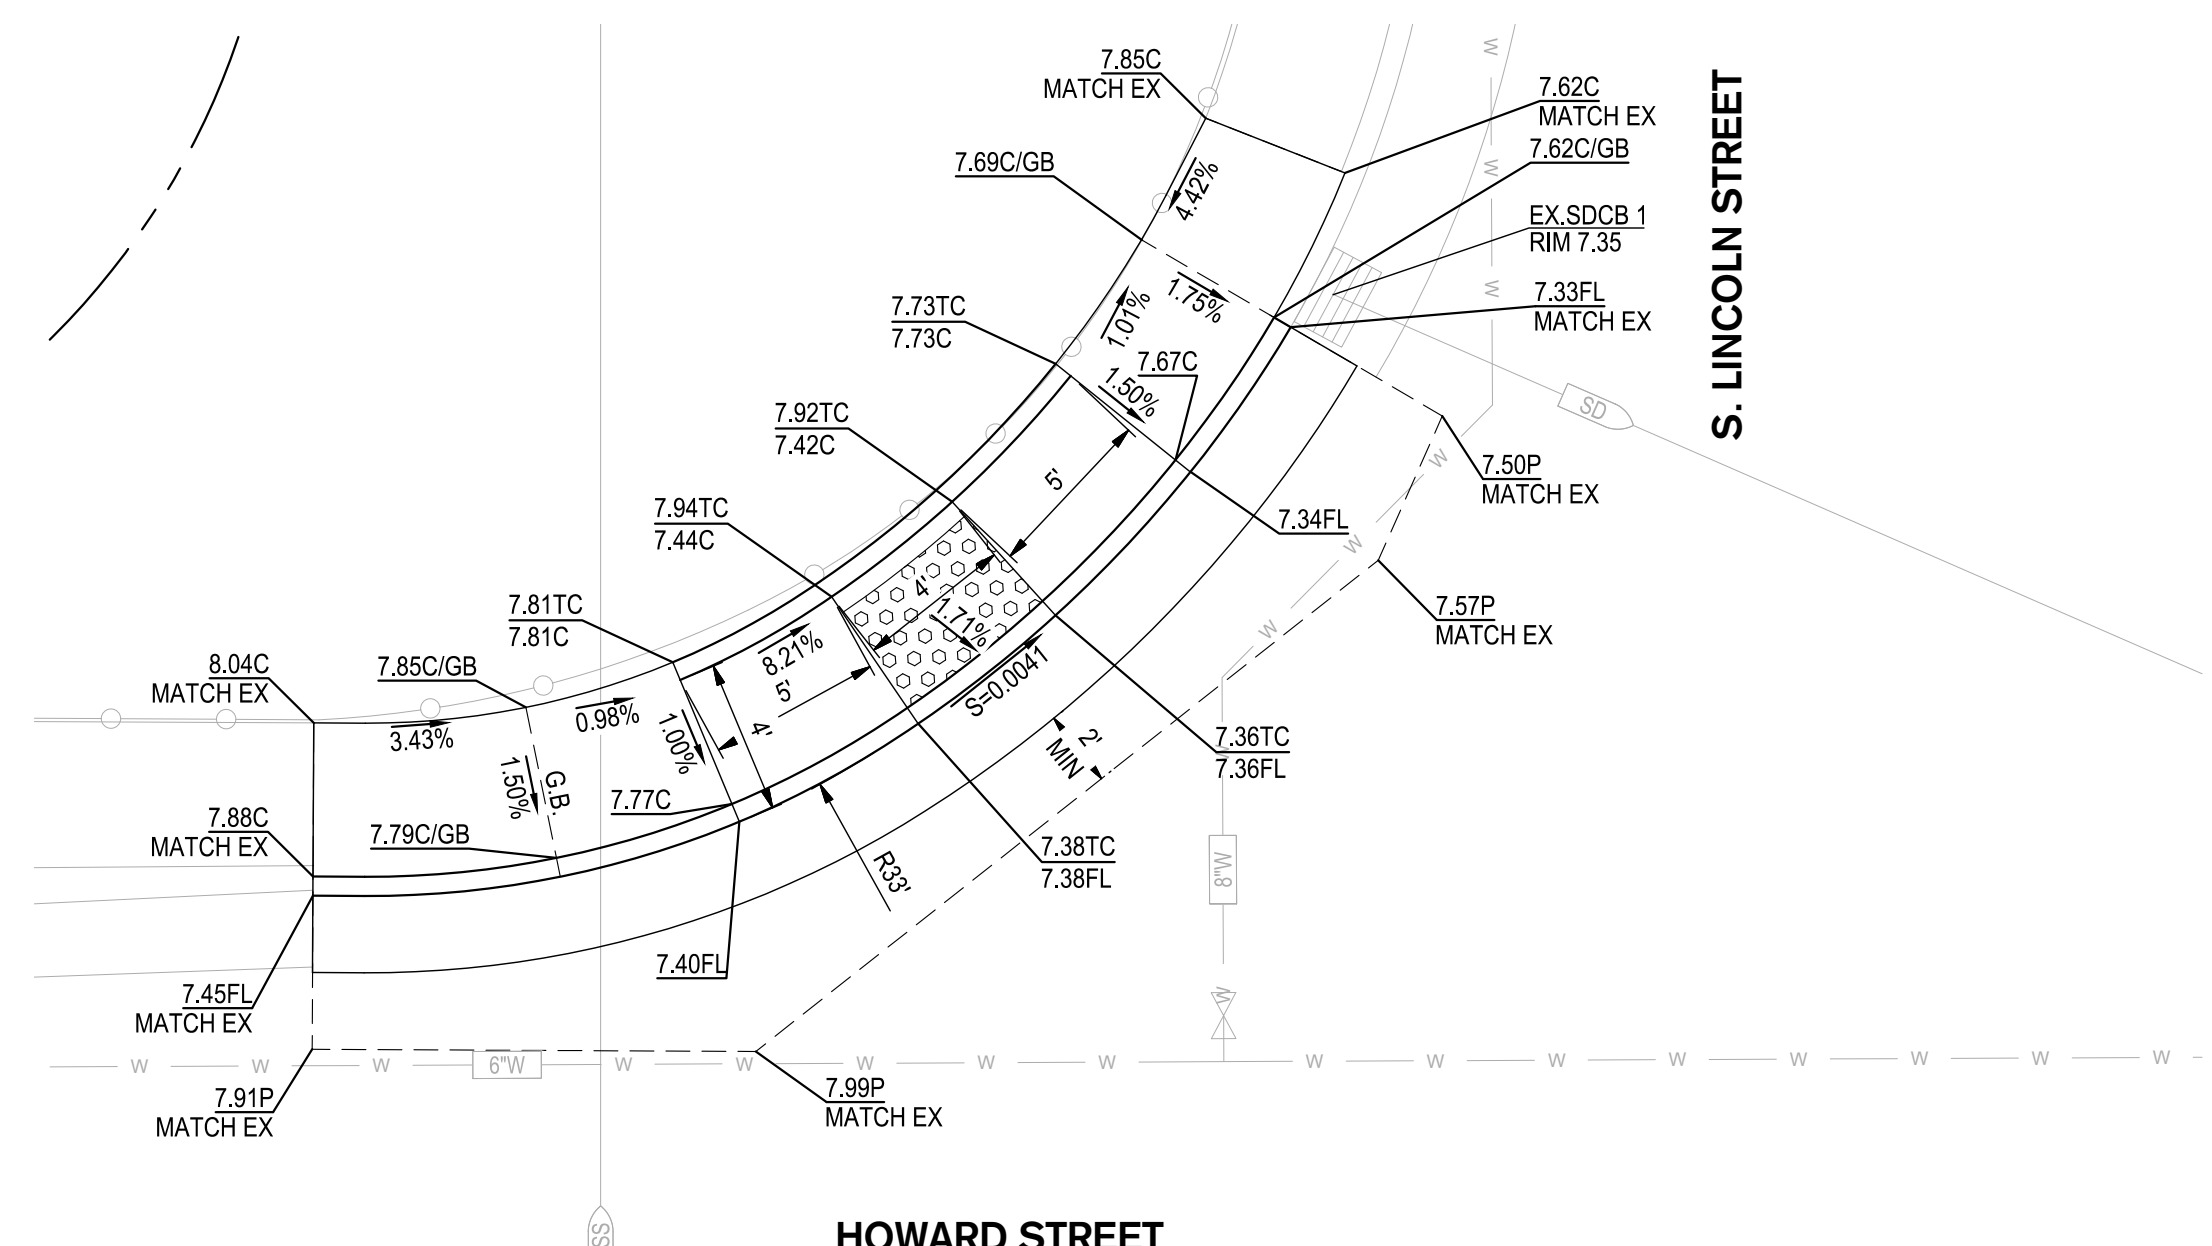 7.85C
MATCH EX
7.62C
MATCH EX
7.62C/GB
7.69C/GB
4.42%
EX.SDCB 1
RIM 7.35
S. LINCOLN STREET
7.33FL
MATCH EX
1.75%
7.73TC
7.73C
1.01%
7.67C
1.50%
SD
7.92TC
7.42C
5'
7.50P
MATCH EX
7.34FL
7.94TC
7.44C
4'
1.71%
7.57P
MATCH EX
7.81TC
7.81C
8.21%
5'
4'
S=0.0041
8.04C
MATCH EX
7.85C/GB
0.98%
3.43%
1.00%
2'
MIN
7.36TC
7.36FL
1.50%
G.B.
7.77C
7.88C
MATCH EX
7.79C/GB
R33'
7.38TC
7.38FL
8"W
7.40FL
7.45FL
MATCH EX
W
W
W
W
W
W
W
W
W
W
6"W
W
W
W
W
W
W
W
W
W
W
W
W
W
7.91P
MATCH EX
7.99P
MATCH EX
SS
HOWARD STREET